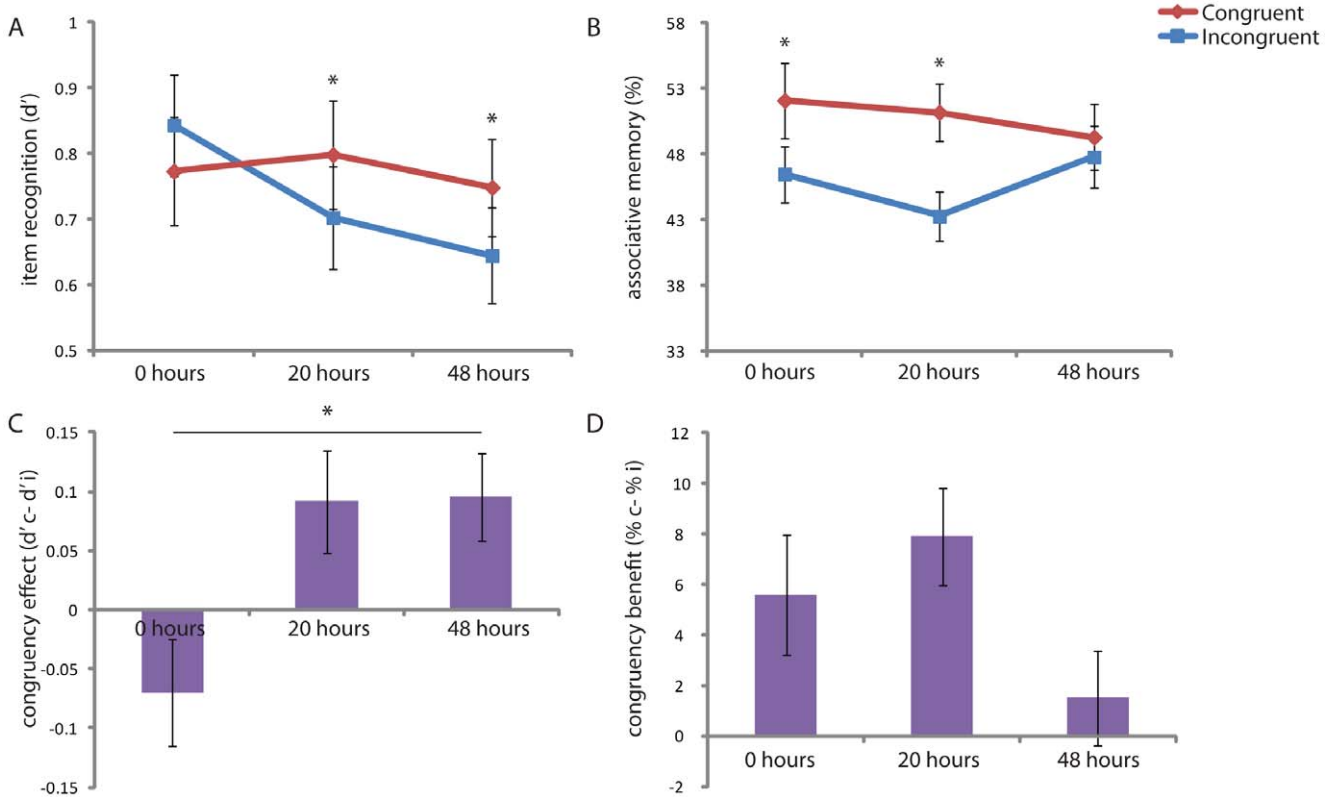 Congruent
Incongruent
A
1
0.9
0.8
0.7
0.6
0.5
item recognition (d')
*
*
0 hours
20 hours
48 hours
B
58
53
48
43
38
33
associative memory (%)
*
*
0 hours
20 hours
48 hours
C
0.15
0.1
0.05
0
-0.05
-0.1
-0.15
congruency effect (d' c- d' i)
*
0 hours
20 hours
48 hours
D
12
10
8
6
4
2
0
-2
congruency benefit (% c- % i)
0 hours
20 hours
48 hours